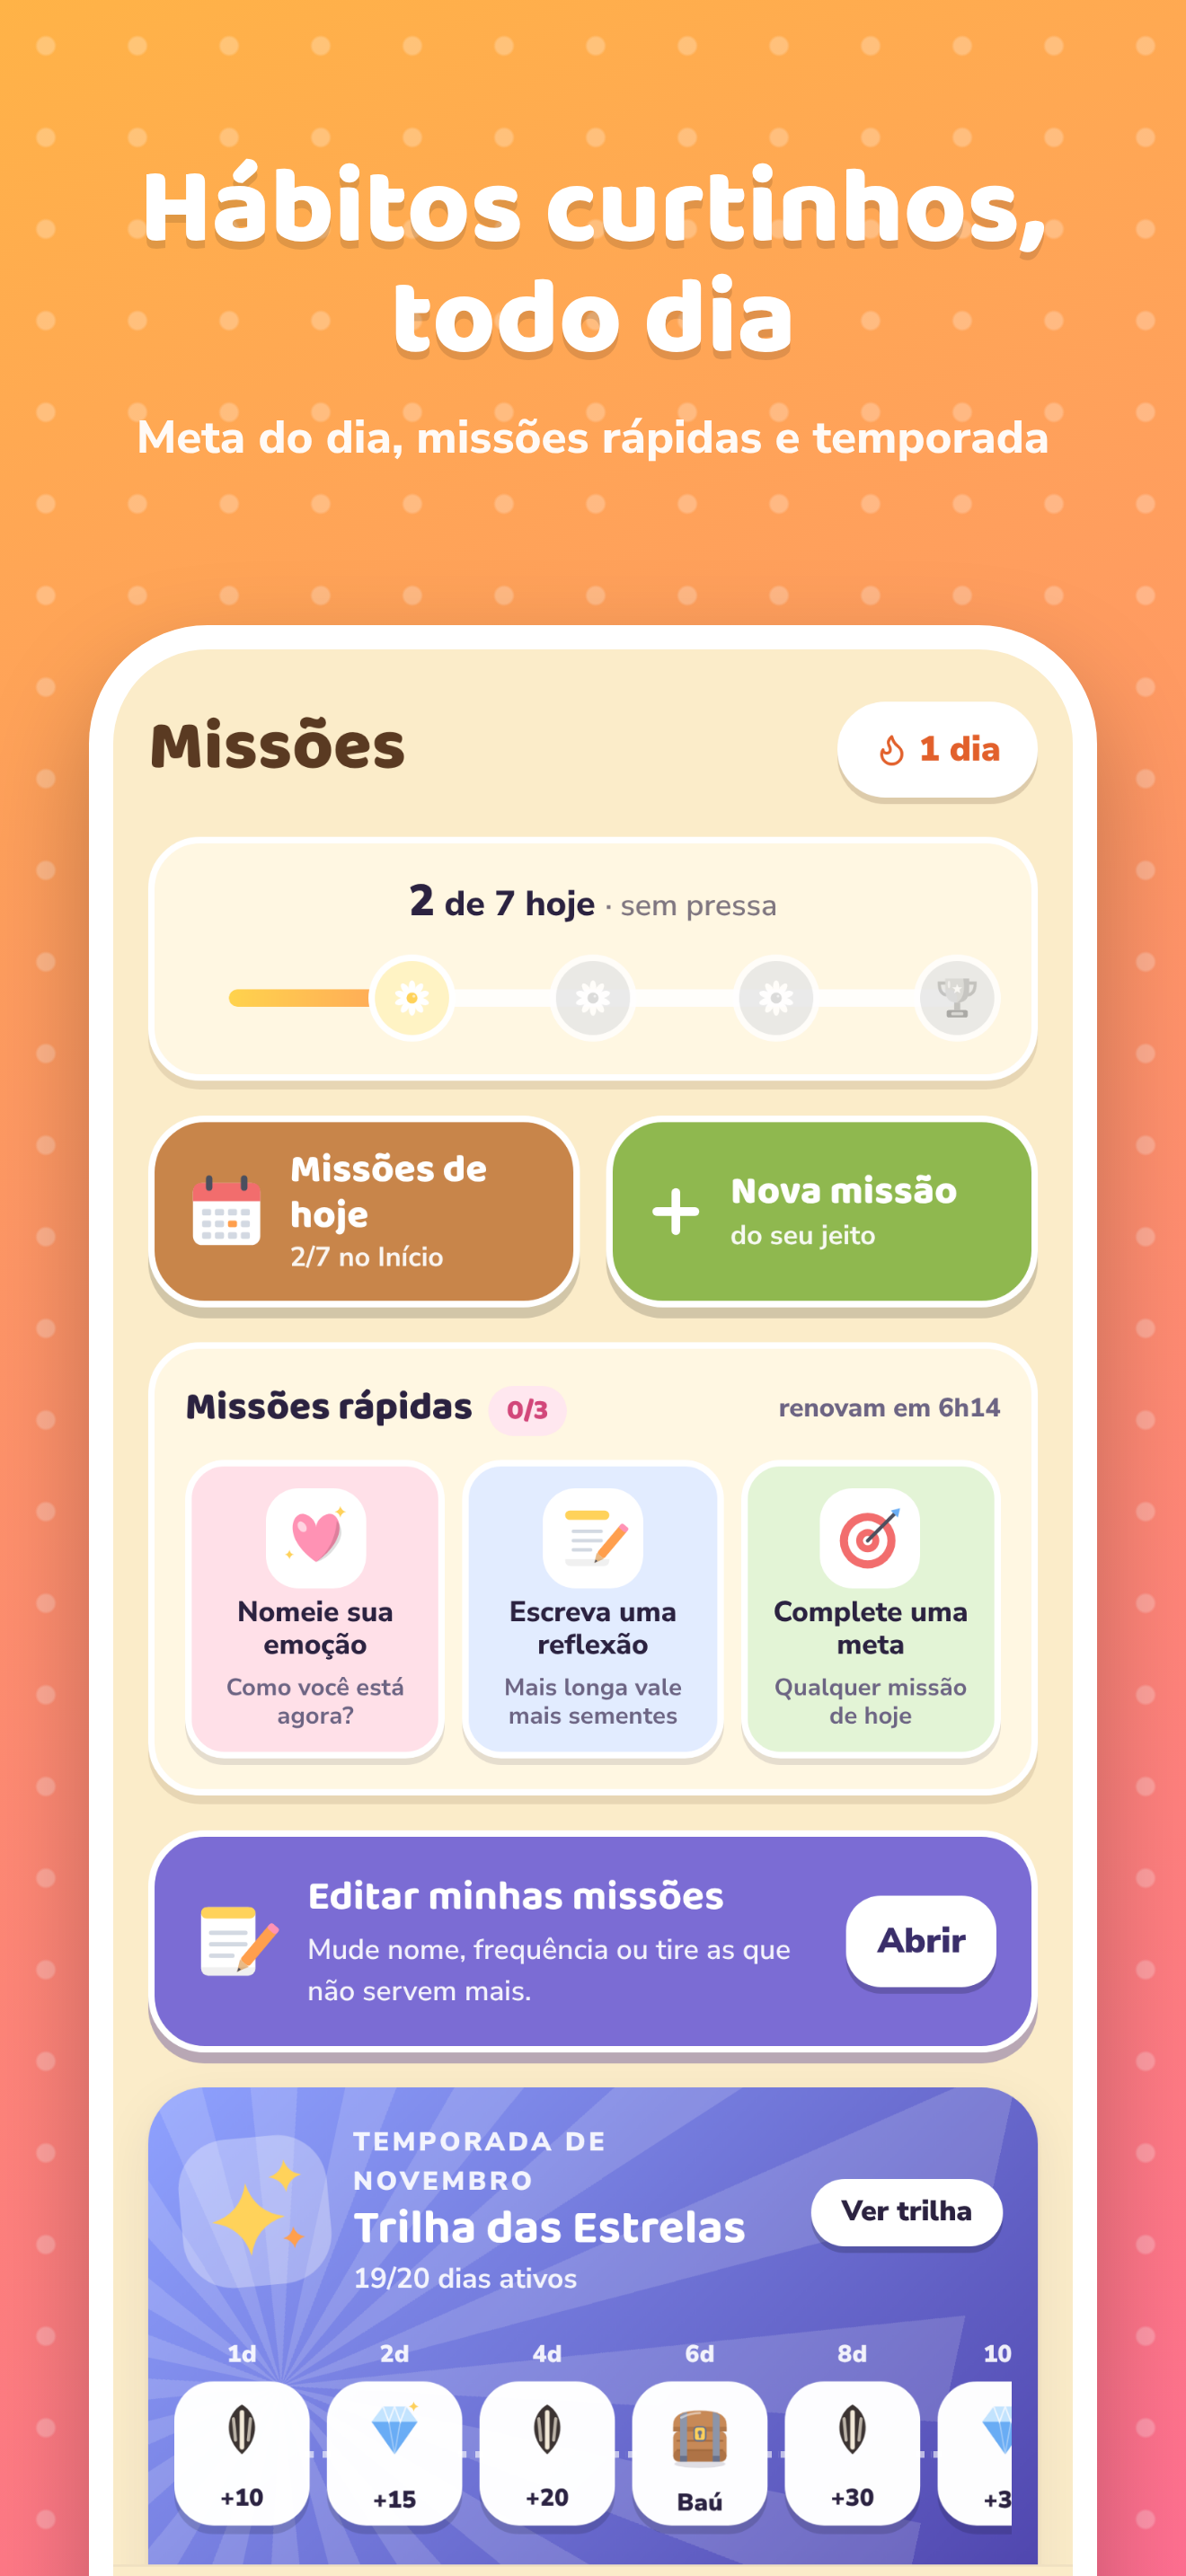 Hábitos curtinhos,
todo dia
Meta do dia, missões rápidas e temporada
Missões
1 dia
2 de 7 hoje · sem pressa
Missões de
hoje
2/7 no Início
Nova missão
do seu jeito
Missões rápidas
0/3
renovam em 6h14
Nomeie sua
emoção
Como você está
agora?
Escreva uma
reflexão
Mais longa vale
mais sementes
Complete uma
meta
Qualquer missão
de hoje
Editar minhas missões
Mude nome, frequência ou tire as que
não servem mais.
Abrir
TEMPORADA DE
NOVEMBRO
Trilha das Estrelas
19/20 dias ativos
Ver trilha
1d
2d
4d
6d
8d
10
+10
+15
+20
Baú
+30
+3